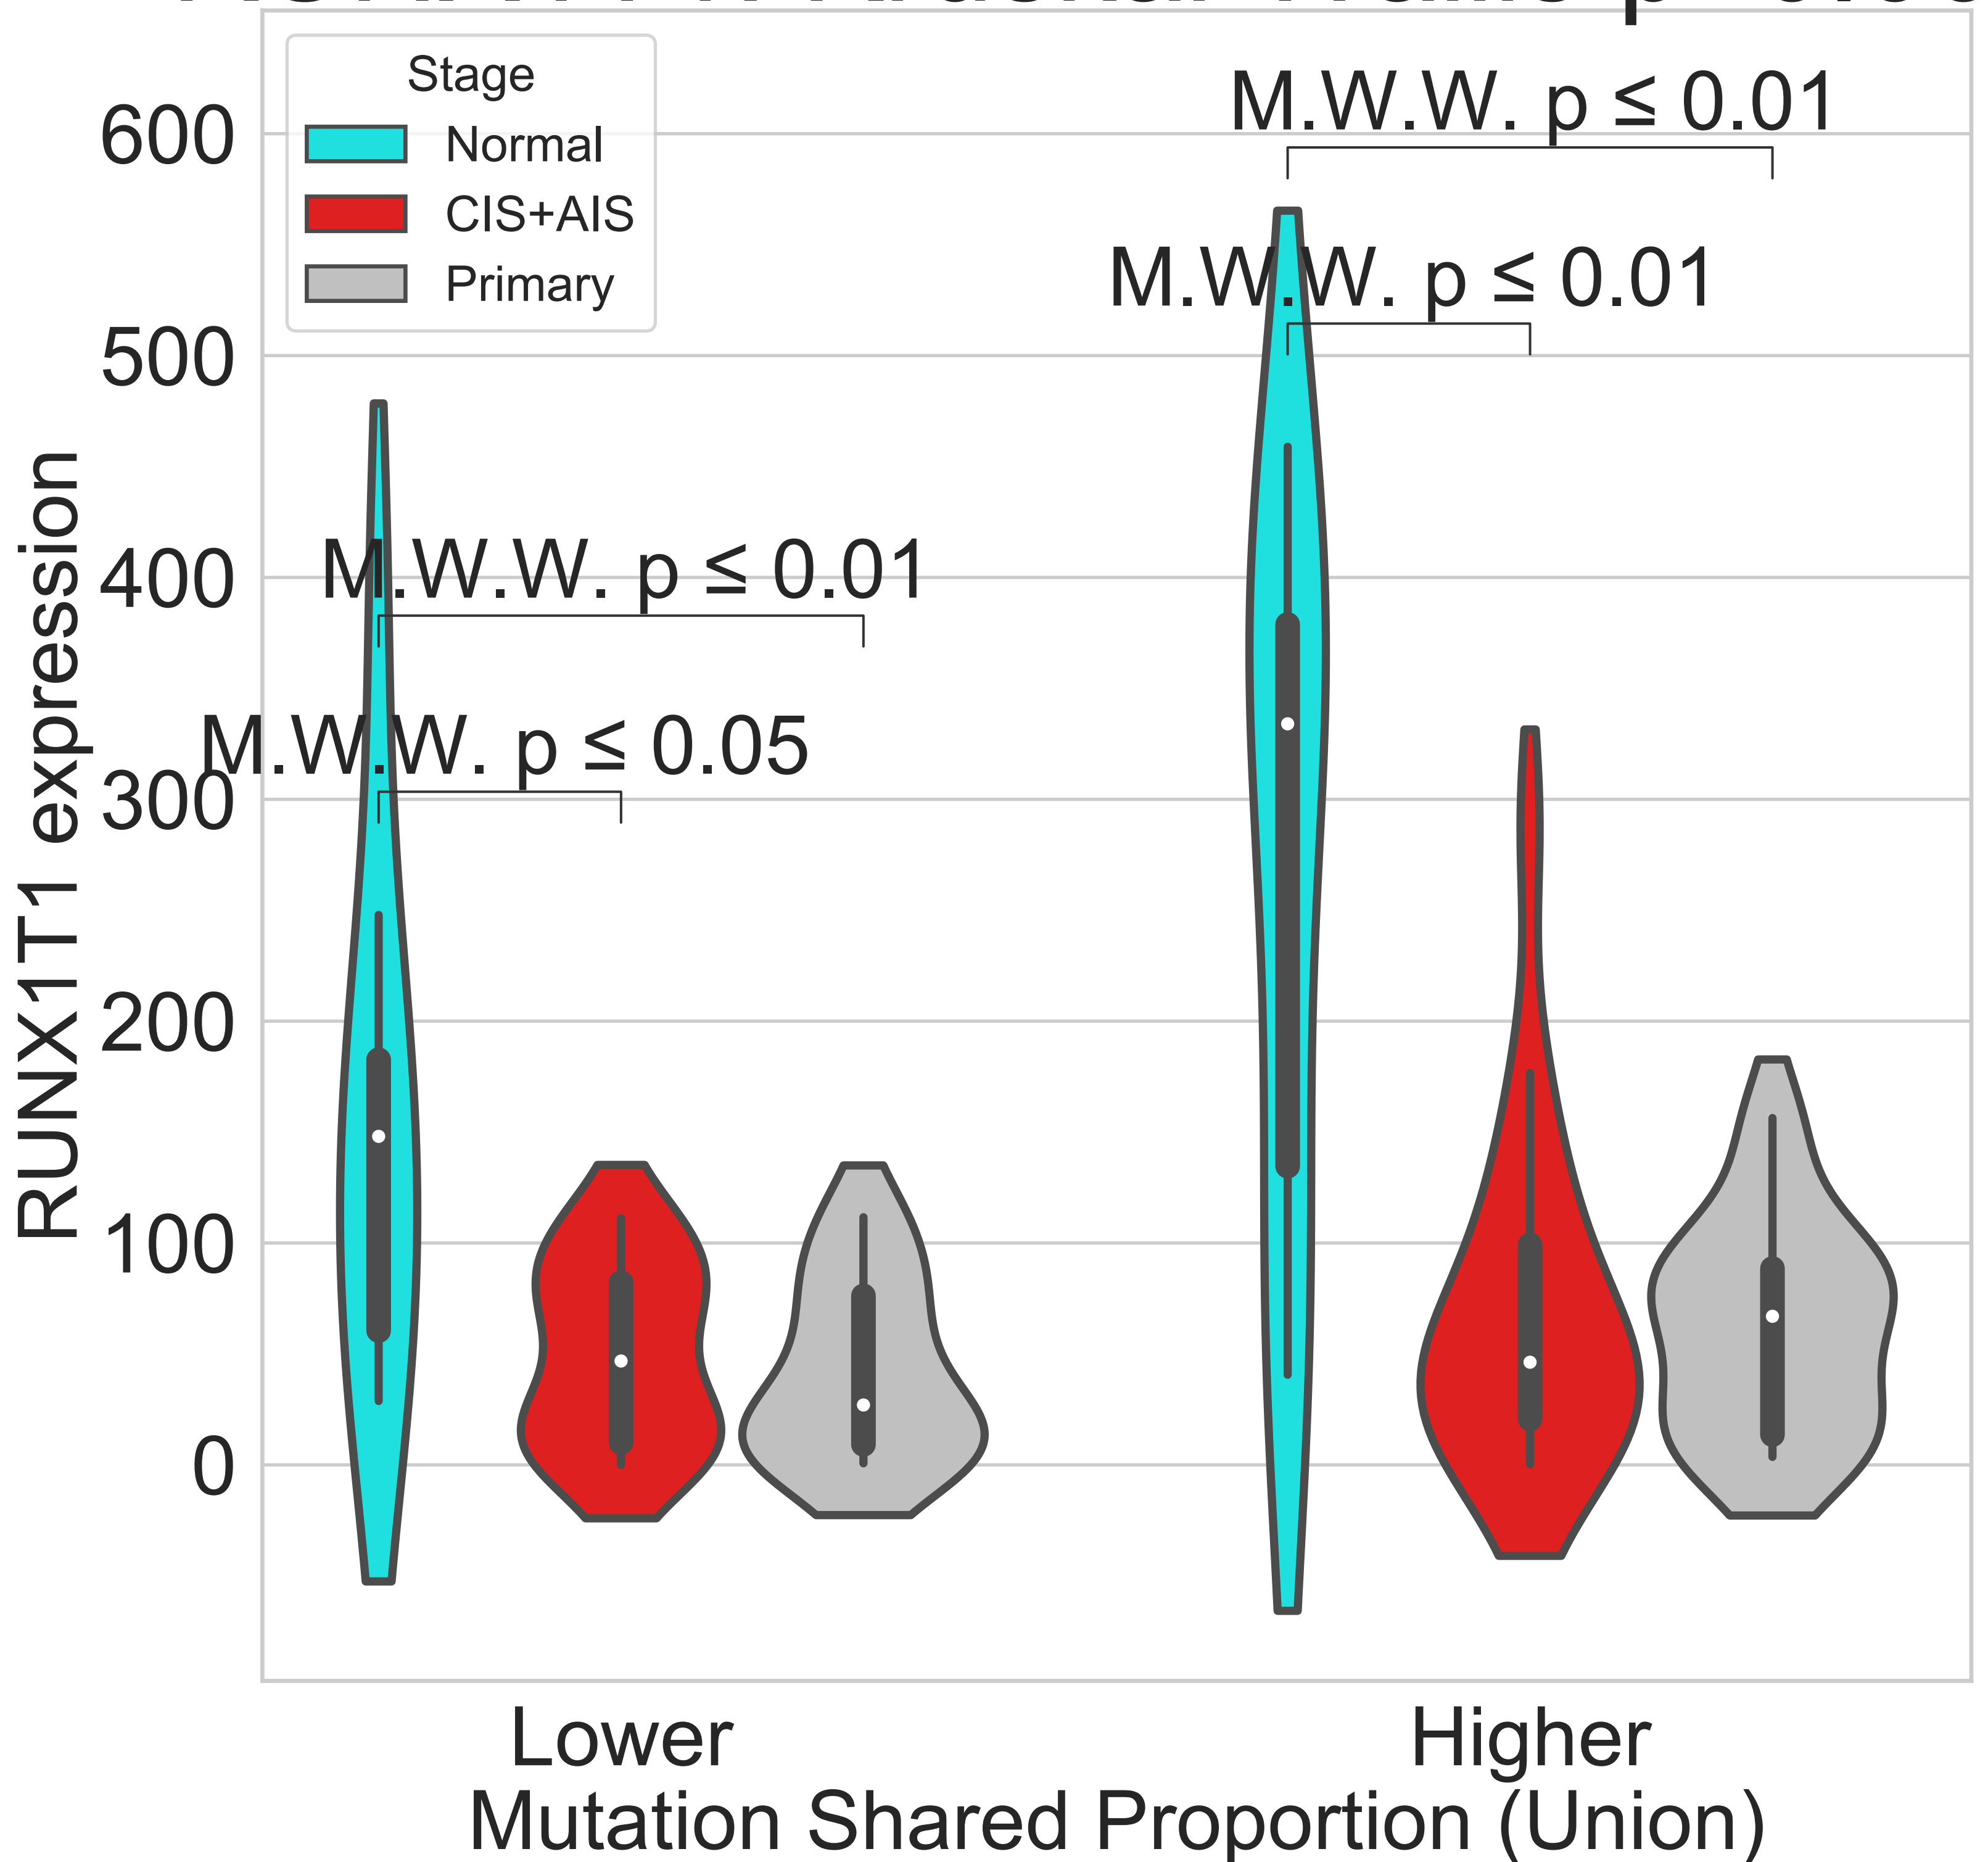 Stage
Normal
CIS+AIS
Primary
M.W.W. p ≤ 0.01
M.W.W. p ≤ 0.01
M.W.W. p ≤ 0.01
M.W.W. p ≤ 0.05
600
500
400
300
200
100
0
RUNX1T1 expression
Lower
Higher
Mutation Shared Proportion (Union)